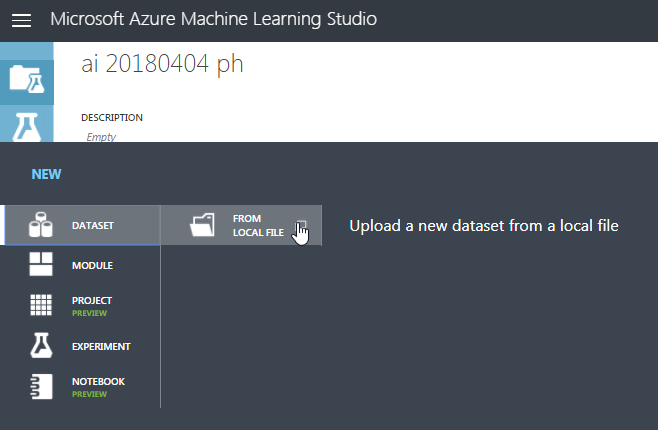 Microsoft Azure Machine Learning Studio
ai 20180404 ph
DESCRIPTION
Empty
NEW
DATASET
FROM
LOCAL FILE
Upload a new dataset from a local file
MODULE
PROJECT
PREVIEW
EXPERIMENT
NOTEBOOK
PREVIEW